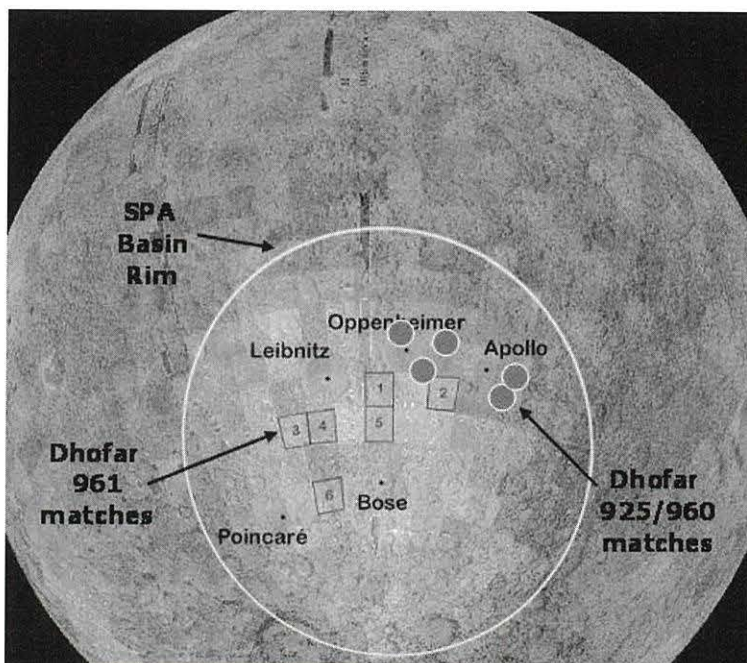 SPA
Basin
Rim
Oppenheimer
Leibnitz
Apollo
1
2
3
4
5
6
Dhofar
961
matches
Bose
Poincaré
Dhofar
925/960
matches